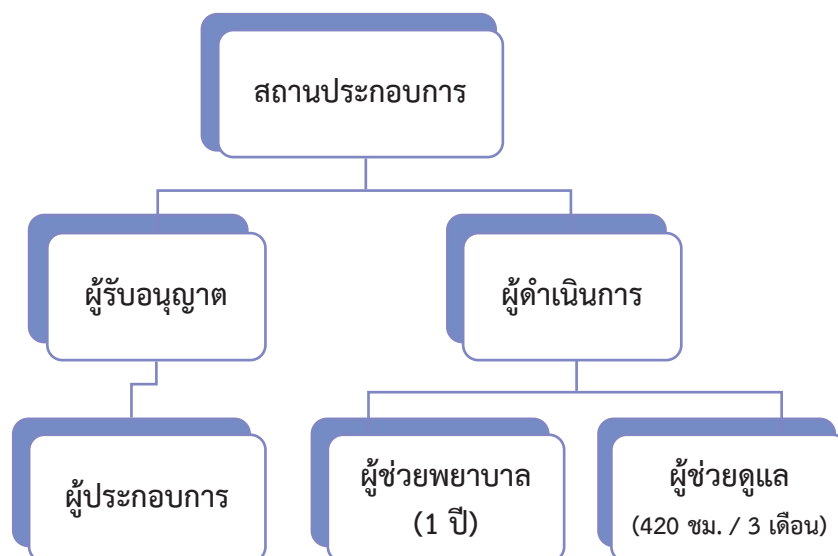 สถานประกอบการ
ผู้รับอนุญาต
ผู้ดำเนินการ
ผู้ประกอบการ
ผู้ช่วยพยาบาล
(1 ปี)
ผู้ช่วยดูแล
(420 ชม. / 3 เดือน)